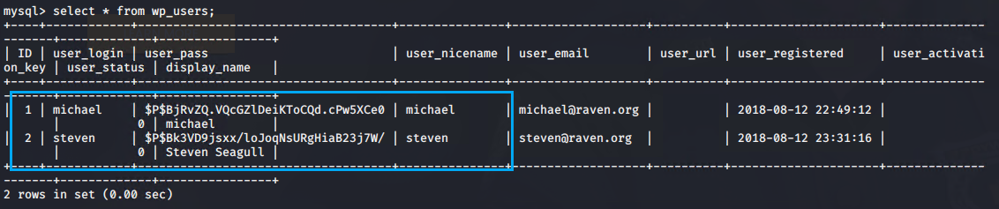 mysql> select * from wp_users;
+----+------------+------------------------------------+---------------+-------------------+----------+---------------------+--------------
-------+-------------+----------------+
| ID | user_login | user_pass                          | user_nicename | user_email        | user_url | user_registered     | user_activati
on_key | user_status | display_name   |
+----+------------+------------------------------------+---------------+-------------------+----------+---------------------+--------------
-------+-------------+----------------+
|  1 | michael    | $P$BjRvZQ.VQcGZlDeiKToCQd.cPw5XCe0 | michael       | michael@raven.org |          | 2018-08-12 22:49:12 |
       |           0 | michael        |
|  2 | steven     | $P$Bk3VD9jsxx/loJoqNsURgHiaB23j7W/ | steven        | steven@raven.org  |          | 2018-08-12 23:31:16 |
       |           0 | Steven Seagull |
+----+------------+------------------------------------+---------------+-------------------+----------+---------------------+--------------
-------+-------------+----------------+
2 rows in set (0.00 sec)